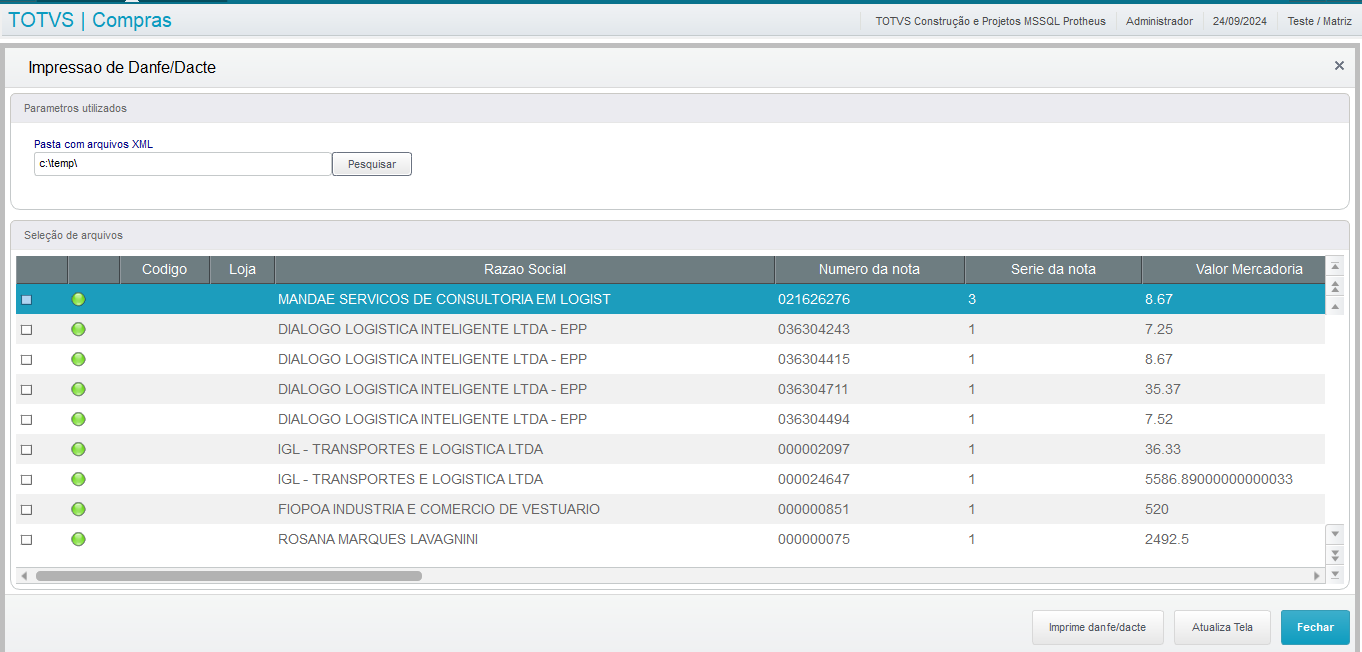 TOTVS | Compras
TOTVS Construção e Projetos MSSQL Protheus Administrador 24/09/2024 Teste / Matriz
Impressao de Danfe/Dacte
Parametros utilizados
Pasta com arquivos XML
c:\temp\ Pesquisar
Seleção de arquivos
Codigo Loja Razao Social Numero da nota Serie da nota Valor Mercadoria
MANDAE SERVICOS DE CONSULTORIA EM LOGIST 021626276 3 8.67
DIALOGO LOGISTICA INTELIGENTE LTDA - EPP 036304243 1 7.25
DIALOGO LOGISTICA INTELIGENTE LTDA - EPP 036304415 1 8.67
DIALOGO LOGISTICA INTELIGENTE LTDA - EPP 036304711 1 35.37
DIALOGO LOGISTICA INTELIGENTE LTDA - EPP 036304494 1 7.52
IGL - TRANSPORTES E LOGISTICA LTDA 000002097 1 36.33
IGL - TRANSPORTES E LOGISTICA LTDA 000024647 1 5586.89000000000033
FIOPOA INDUSTRIA E COMERCIO DE VESTUARIO 000000851 1 520
ROSANA MARQUES LAVAGNINI 000000075 1 2492.5
Imprime danfe/dacte Atualiza Tela Fechar